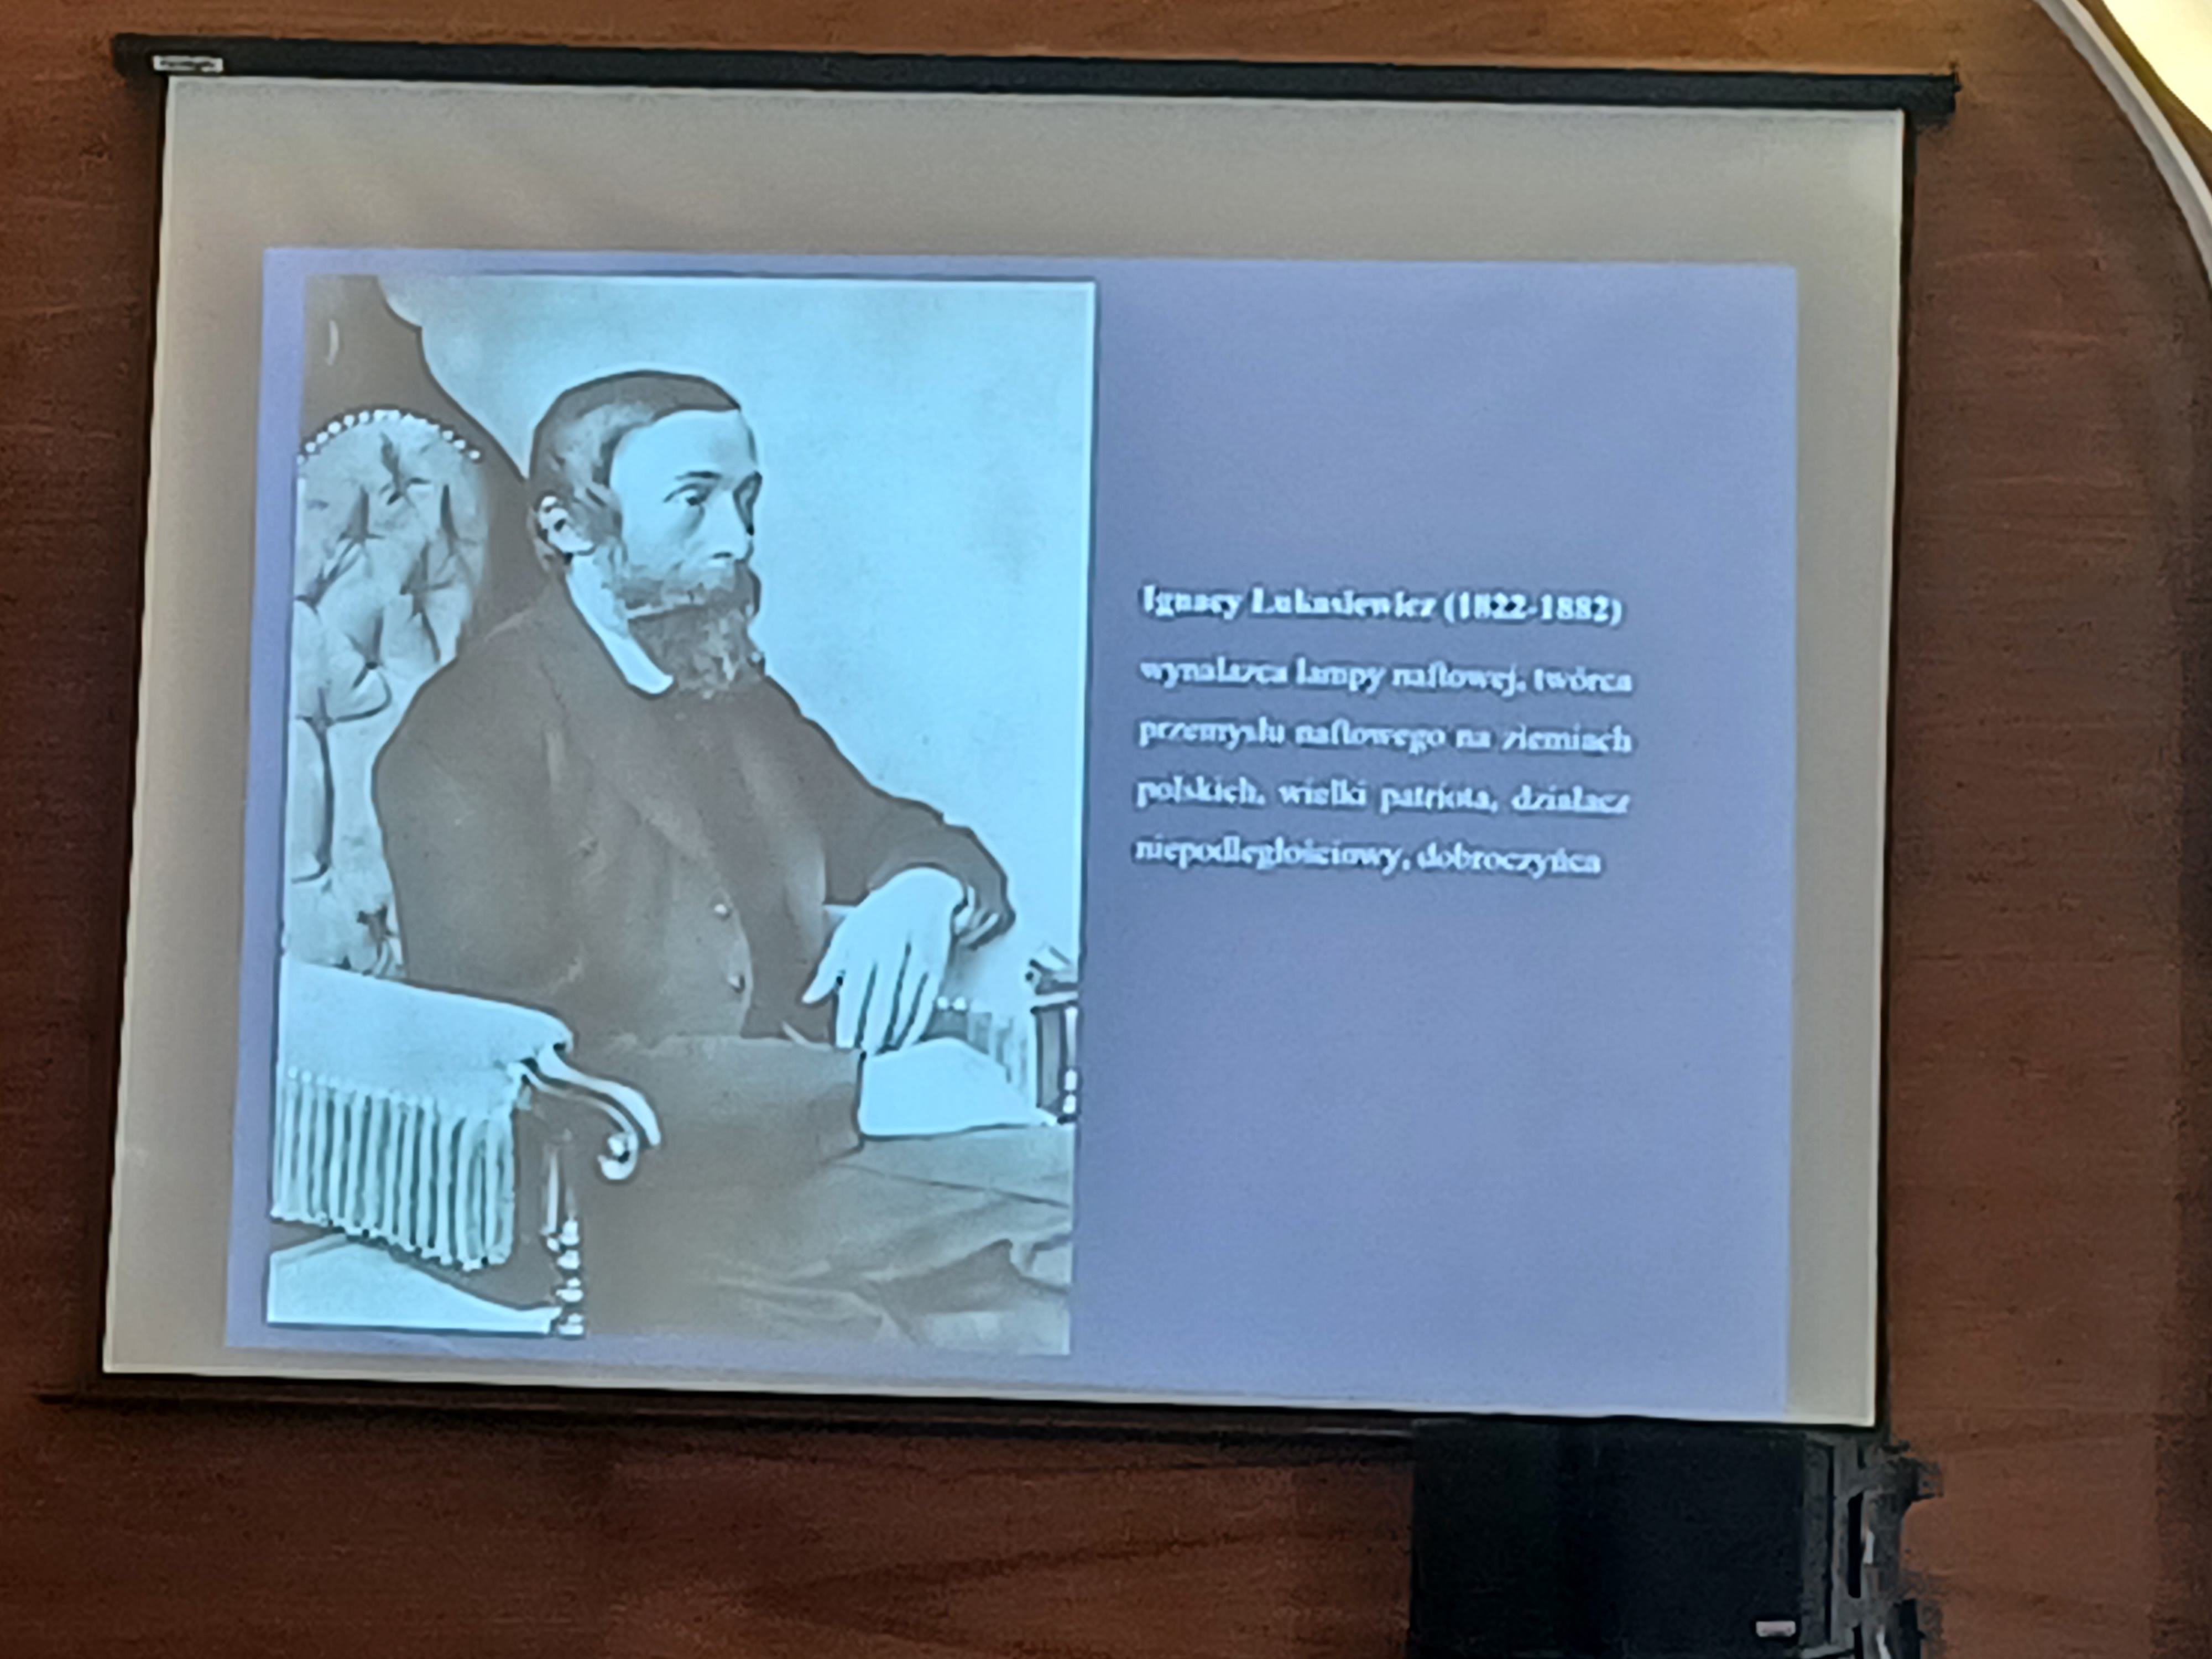 Ignacy Łukasiewicz (1822-1882)
wynalazca lampy naftowej, twórca
przemysłu naftowego na ziemiach
polskich, wielki patriota, działacz
niepodległościowy, dobroczyńca